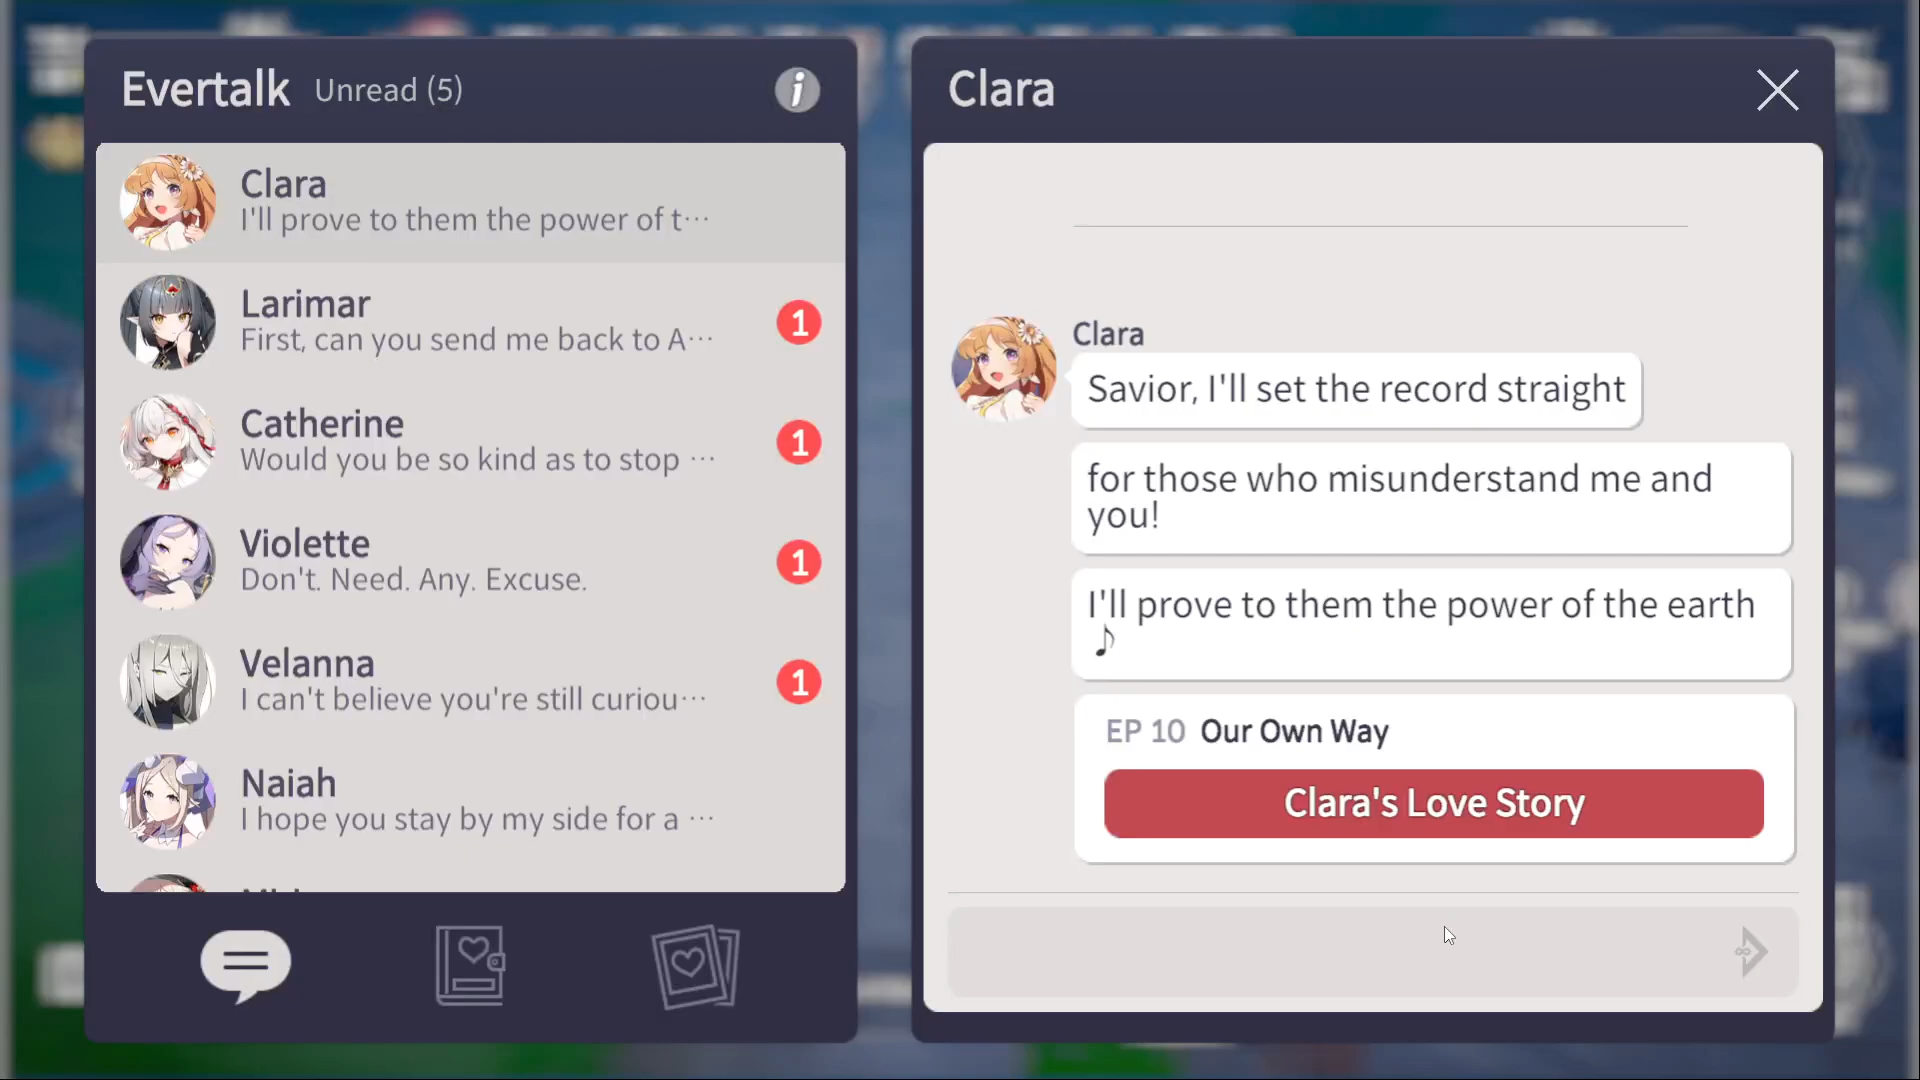 Evertalk
Unread (5)
i
Clara
I'll prove to them the power of t···
Larimar
First, can you send me back to A···
1
Catherine
Would you be so kind as to stop ···
1
Violette
Don't. Need. Any. Excuse.
1
Velanna
I can't believe you're still curiou···
1
Naiah
I hope you stay by my side for a ···
Clara
Clara
Savior, I'll set the record straight
for those who misunderstand me and
you!
I'll prove to them the power of the earth
♪
EP 10 Our Own Way
Clara's Love Story